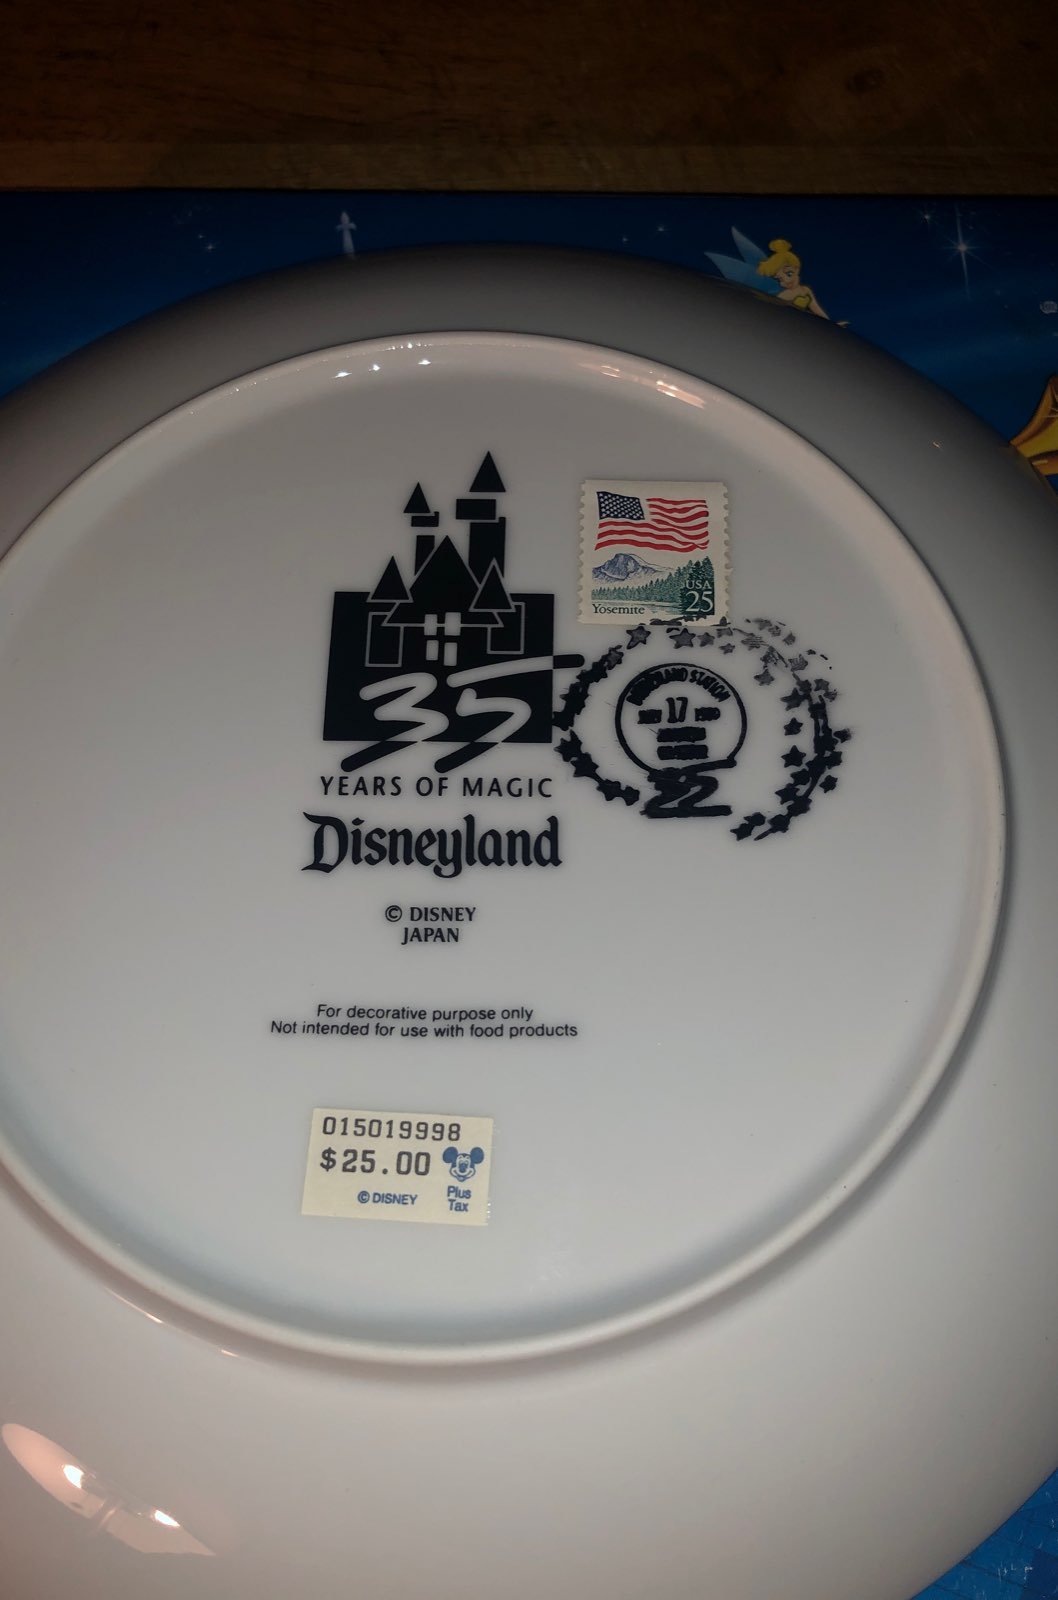 USA
25
Yosemite
35
YEARS OF MAGIC
Disneyland
© DISNEY
JAPAN
STATION
17
For decorative purpose only
Not intended for use with food products
015019998
$25.00
© DISNEY
Plus
Tax